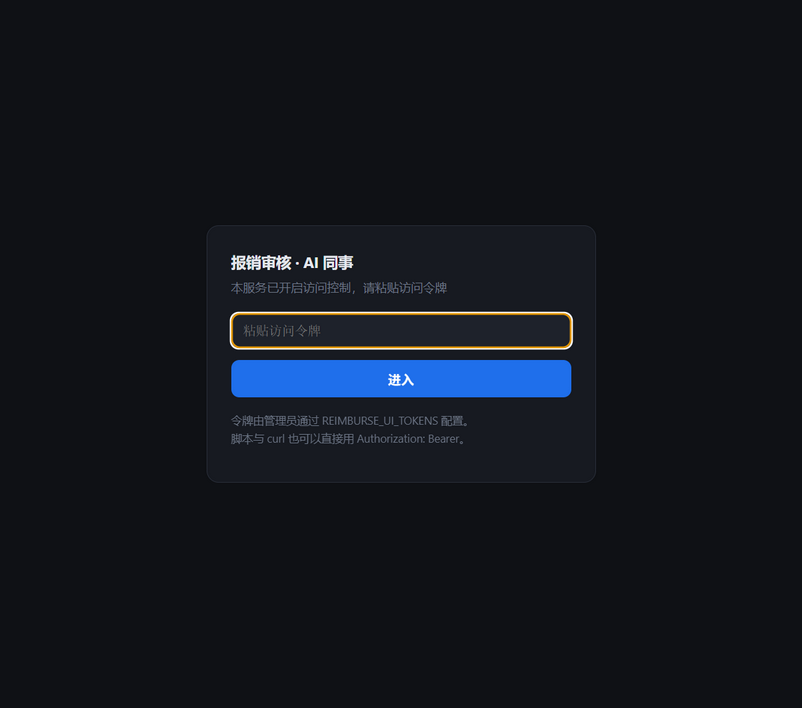 报销审核 · AI 同事
本服务已开启访问控制，请粘贴访问令牌
粘贴访问令牌
进入
令牌由管理员通过 REIMBURSE_UI_TOKENS 配置。
脚本与 curl 也可以直接用 Authorization: Bearer。